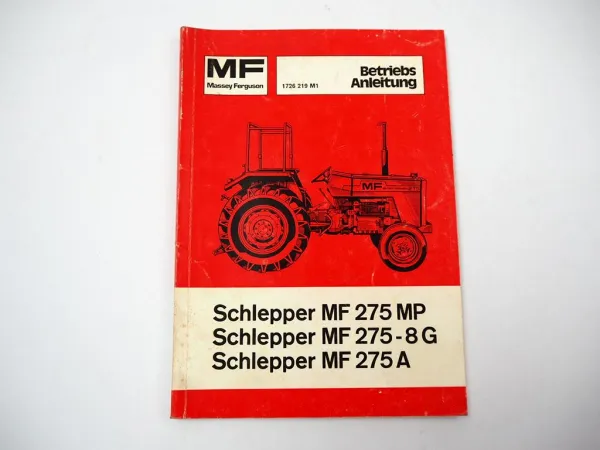 MF
Massey Ferguson
1726 219 M1
Betriebs
Anleitung
MF
Schlepper MF 275 MP
Schlepper MF 275-8 G
Schlepper MF 275 A